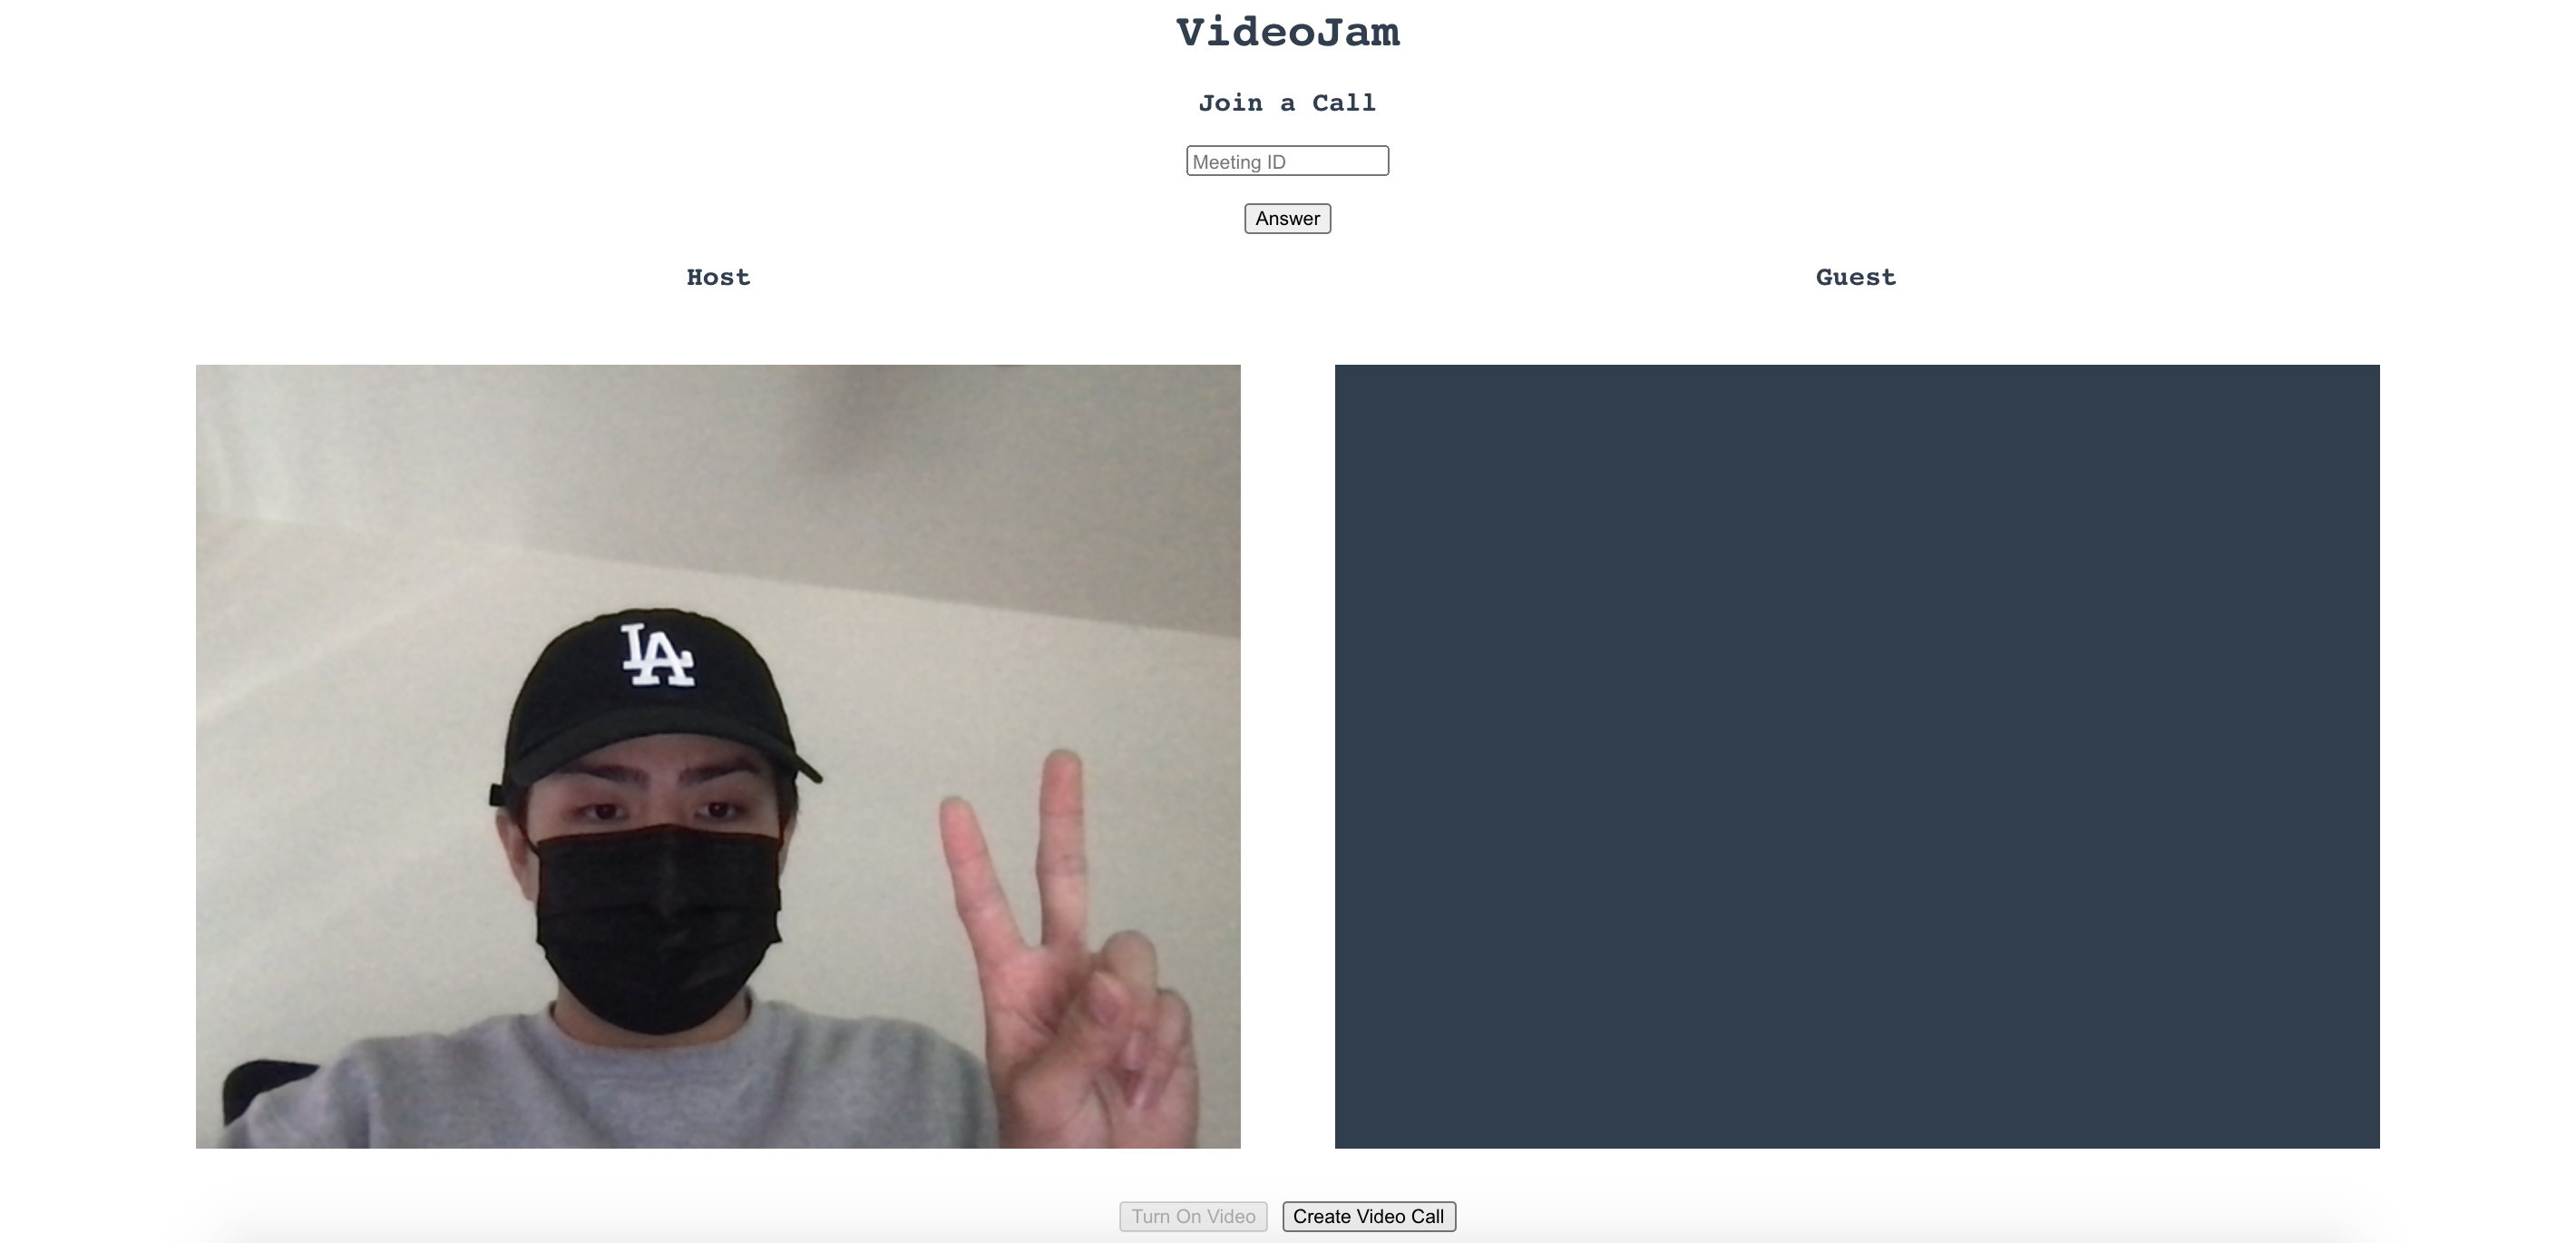 VideoJam
Join a Call
Meeting ID
Answer
Host
Guest
LA
Turn On Video
Create Video Call